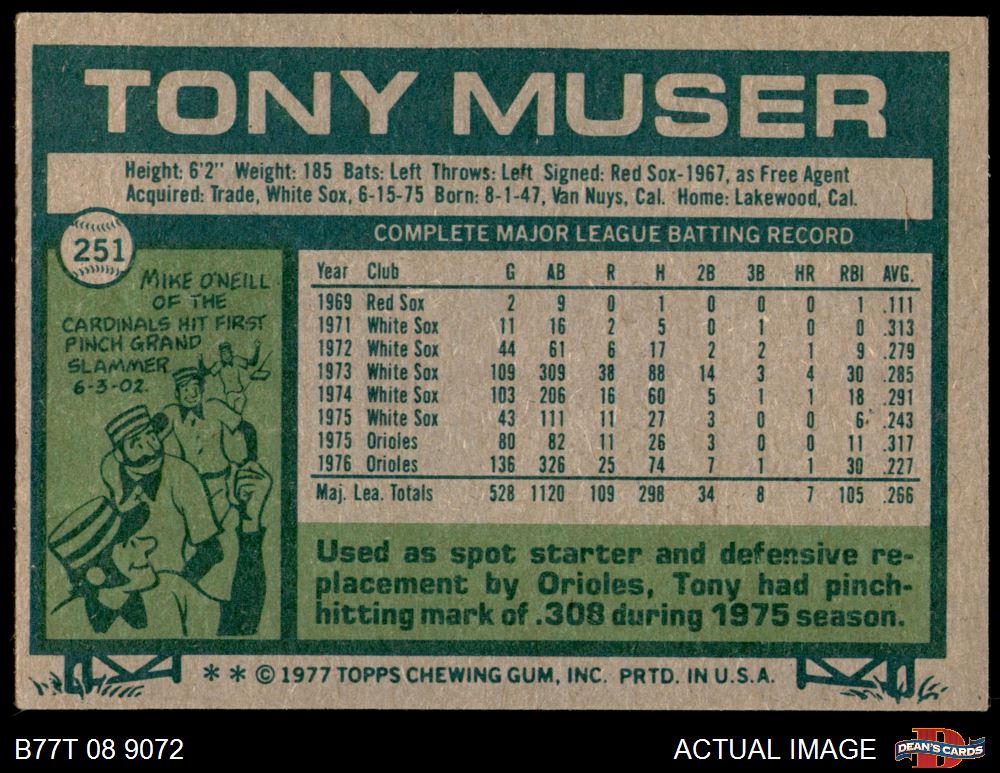 TONY MUSER
Height: 6'2" Weight: 185 Bats: Left Throws: Left Signed: Red Sox-1967, as Free Agent
Acquired: Trade, White Sox, 6-15-75 Born: 8-1-47, Van Nuys, Cal. Home: Lakewood, Cal.
251
MIKE O'NEILL
OF THE
CARDINALS HIT FIRST
PINCH GRAND
SLAMMER
6-3-02.
COMPLETE MAJOR LEAGUE BATTING RECORD
Year Club G AB R H 2B 3B HR RBI AVG.
1969 Red Sox 2 9 0 1 0 0 0 1 .111
1971 White Sox 11 16 2 5 0 1 0 0 .313
1972 White Sox 44 61 6 17 2 2 1 9 .279
1973 White Sox 109 309 38 88 14 3 4 30 .285
1974 White Sox 103 206 16 60 5 1 1 18 .291
1975 White Sox 43 111 11 27 3 0 0 6 .243
1975 Orioles 80 82 11 26 3 0 0 11 .317
1976 Orioles 136 326 25 74 7 1 1 30 .227
Maj. Lea. Totals 528 1120 109 298 34 8 7 105 .266
Used as spot starter and defensive re-
placement by Orioles, Tony had pinch-
hitting mark of .308 during 1975 season.
* * © 1977 TOPPS CHEWING GUM, INC. PRTD. IN U.S.A.
B77T 08 9072
ACTUAL IMAGE
DEAN'S CARDS